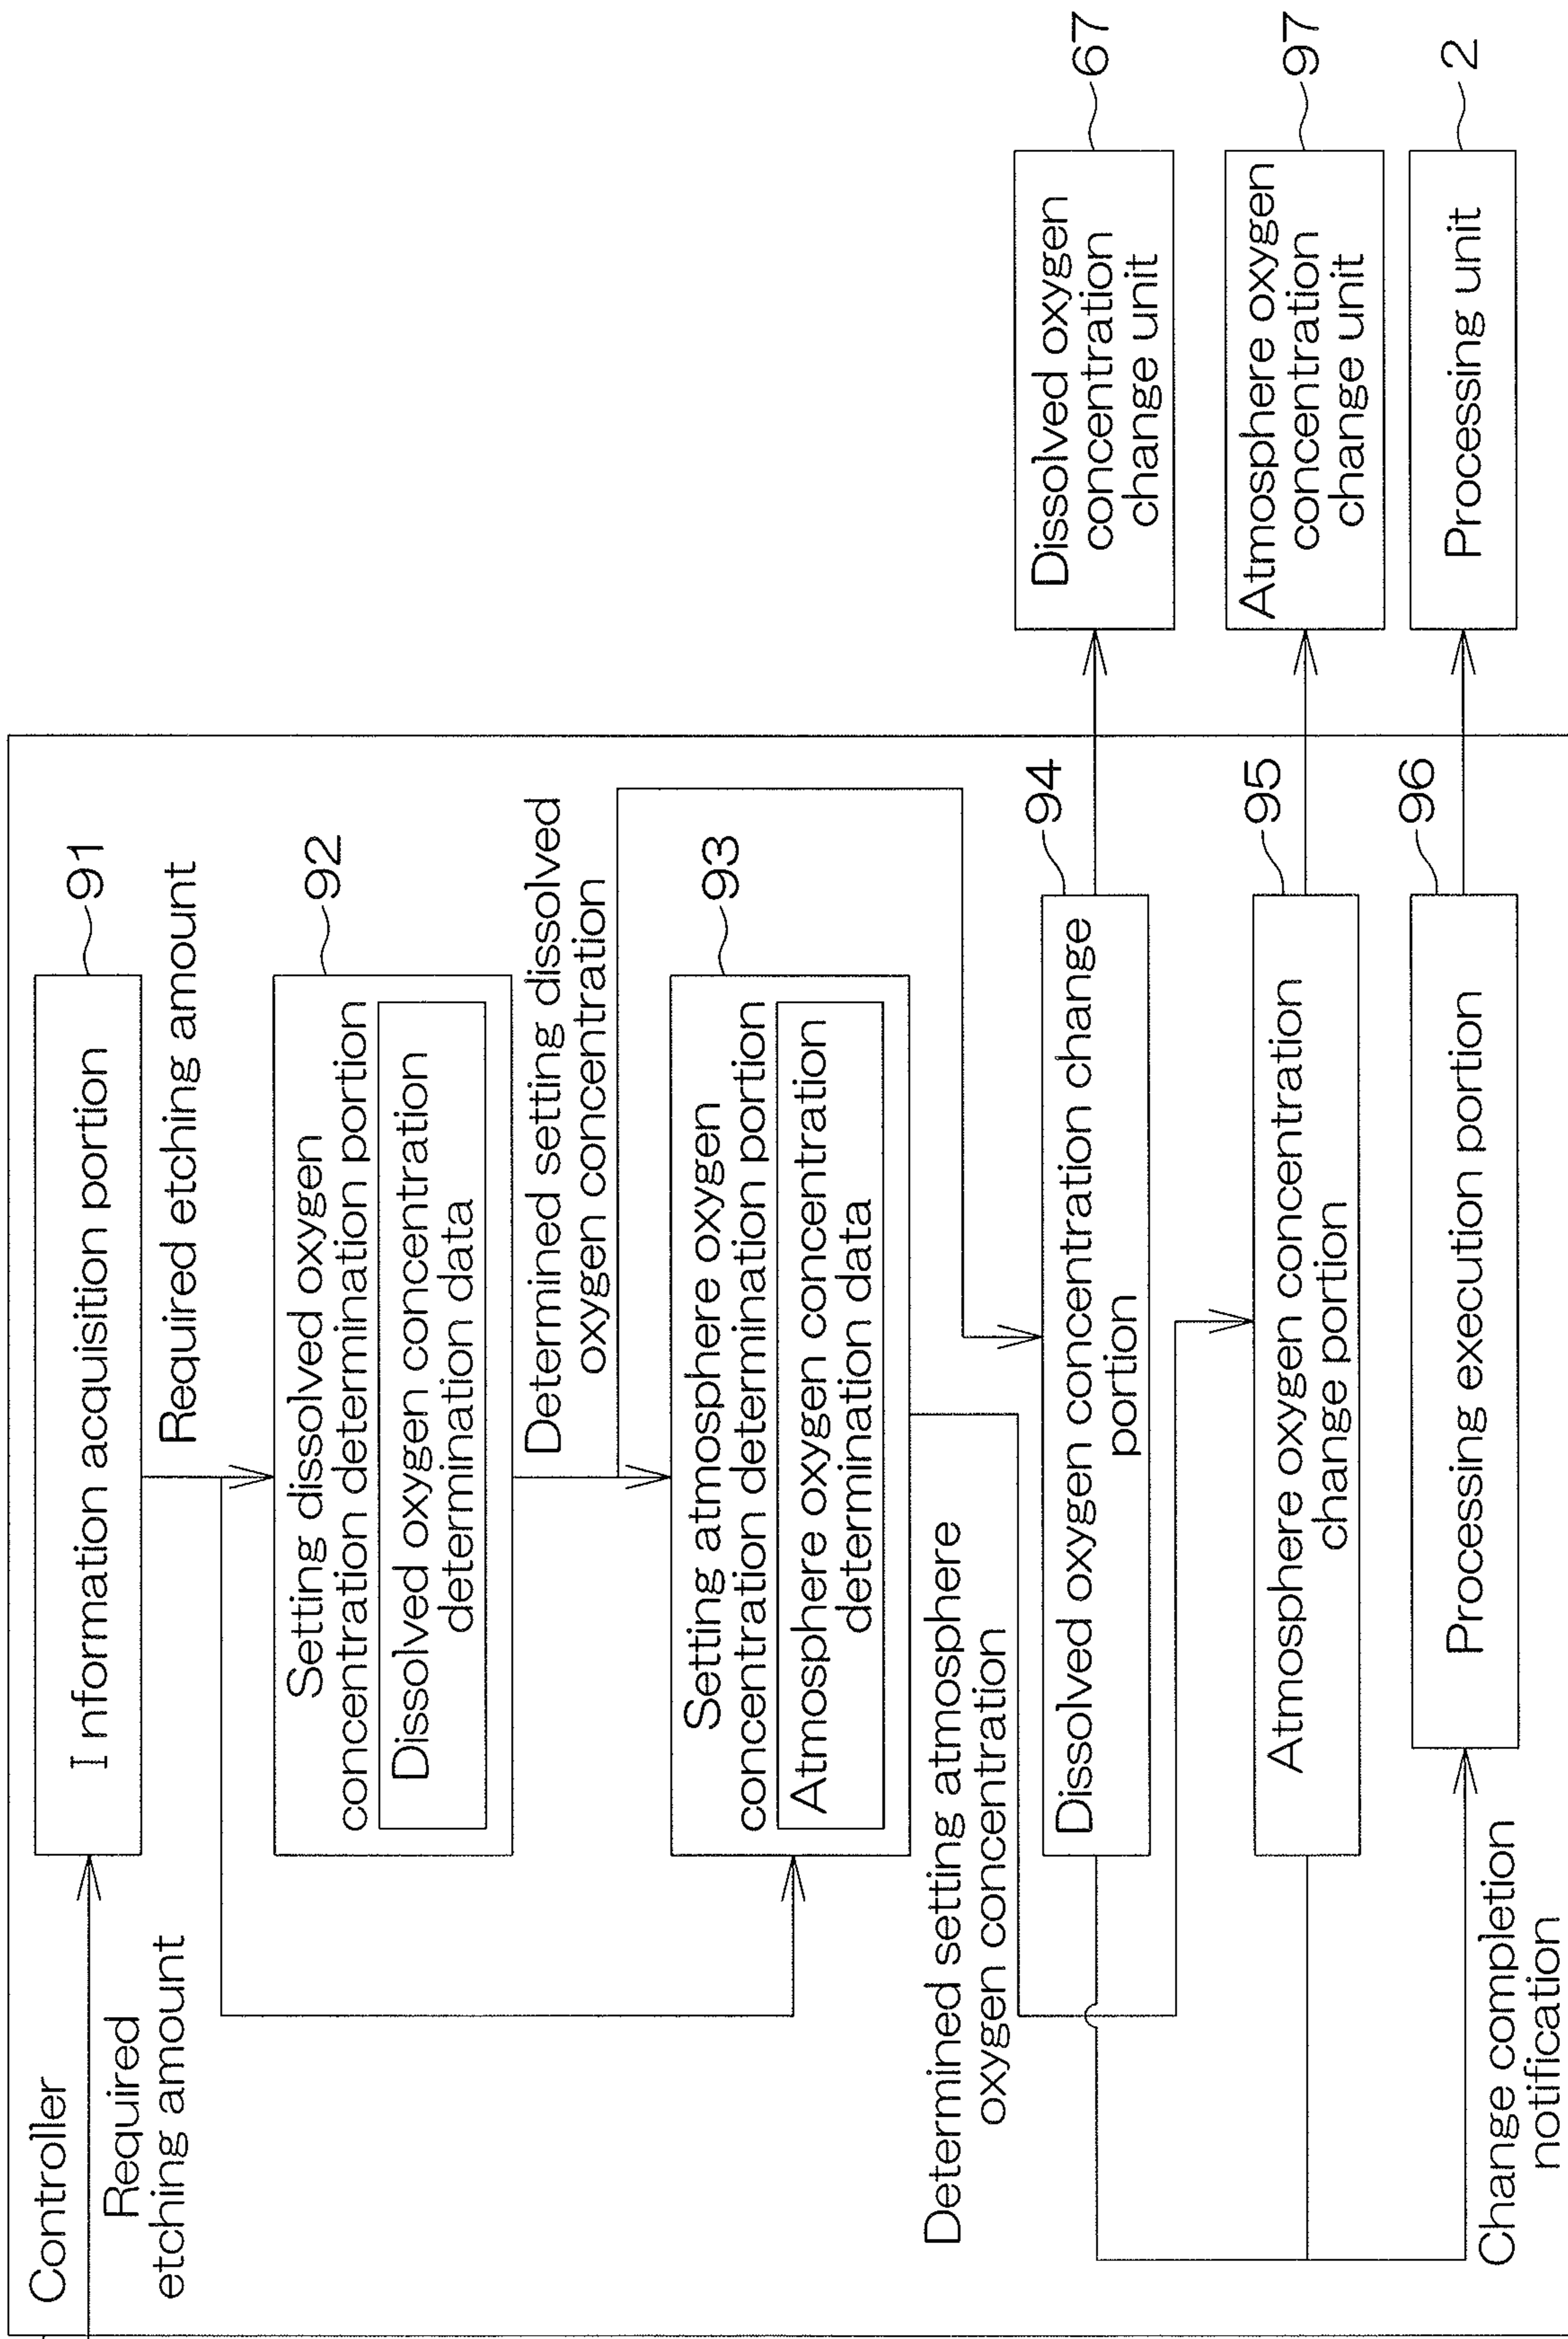 Controller
Required
etching amount
Information acquisition portion
91
Required etching amount
Setting dissolved oxygen
concentration determination portion
Dissolved oxygen concentration
determination data
92
Determined setting dissolved
oxygen concentration
Setting atmosphere oxygen
concentration determination portion
Atmosphere oxygen concentration
determination data
93
Determined setting atmosphere
oxygen concentration
Dissolved oxygen concentration change
portion
94
Dissolved oxygen
concentration
change unit
67
Atmosphere oxygen concentration
change portion
95
Atmosphere oxygen
concentration
change unit
97
Processing execution portion
96
Processing unit
2
Change completion
notification